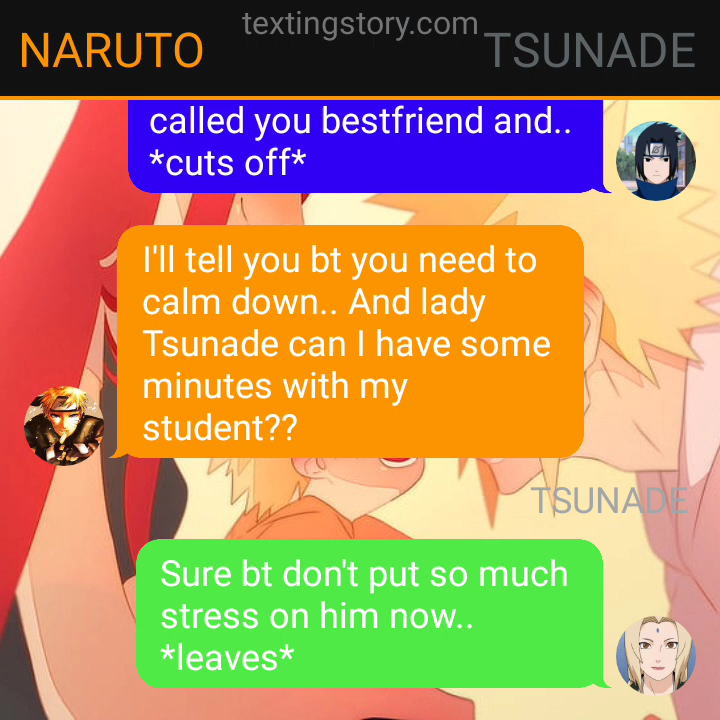 textingstory.com
NARUTO
TSUNADE
called you bestfriend and..
*cuts off*
I'll tell you bt you need to
calm down.. And lady
Tsunade can I have some
minutes with my
student??
TSUNADE
Sure bt don't put so much
stress on him now..
*leaves*